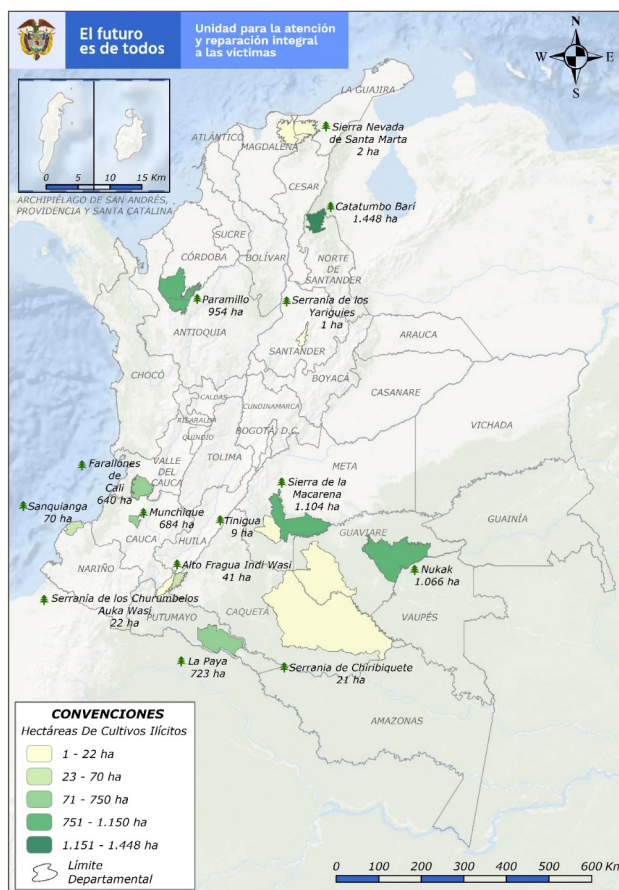 El futuro
es de todos
Unidad para la atención
y reparación integral
a las víctimas
N
W
E
S
0 5 10 15 Km
ARCHIPIÉLAGO DE SAN ANDRÉS,
PROVIDENCIA Y SANTA CATALINA
LA GUAJIRA
ATLÁNTICO
MAGDALENA
Sierra Nevada
de Santa Marta
2 ha
CESAR
Catatumbo Barí
1.448 ha
SUCRE
CÓRDOBA
BOLÍVAR
NORTE
DE
SANTANDER
Paramillo
954 ha
Serranía de los
Yariguies
1 ha
ANTIOQUIA
SANTANDER
ARAUCA
BOYACÁ
CHOCÓ
CASANARE
CALDAS
CUNDINAMARCA
RISARALDA
QUINDIO
BOGOTÁ D.C.
VICHADA
TOLIMA
Farallones
de
Cali
640 ha
VALLE
DEL
CAUCA
META
Sierra de la
Macarena
1.104 ha
Sanquianga
70 ha
Munchique
684 ha
Tinigua
9 ha
GUAINÍA
CAUCA
HUILA
GUAVIARE
NARIÑO
Alto Fragua Indi Wasi
41 ha
Nukak
1.066 ha
Serranía de los Churumbelos
Auka Wasi
22 ha
CAQUETÁ
PUTUMAYO
VAUPÉS
La Paya
723 ha
Serrania de Chiribiquete
21 ha
AMAZONAS
CONVENCIONES
Hectáreas De Cultivos Ilícitos
1 - 22 ha
23 - 70 ha
71 - 750 ha
751 - 1.150 ha
1.151 - 1.448 ha
Límite
Departamental
0 100 200 300 400 500 600 Km